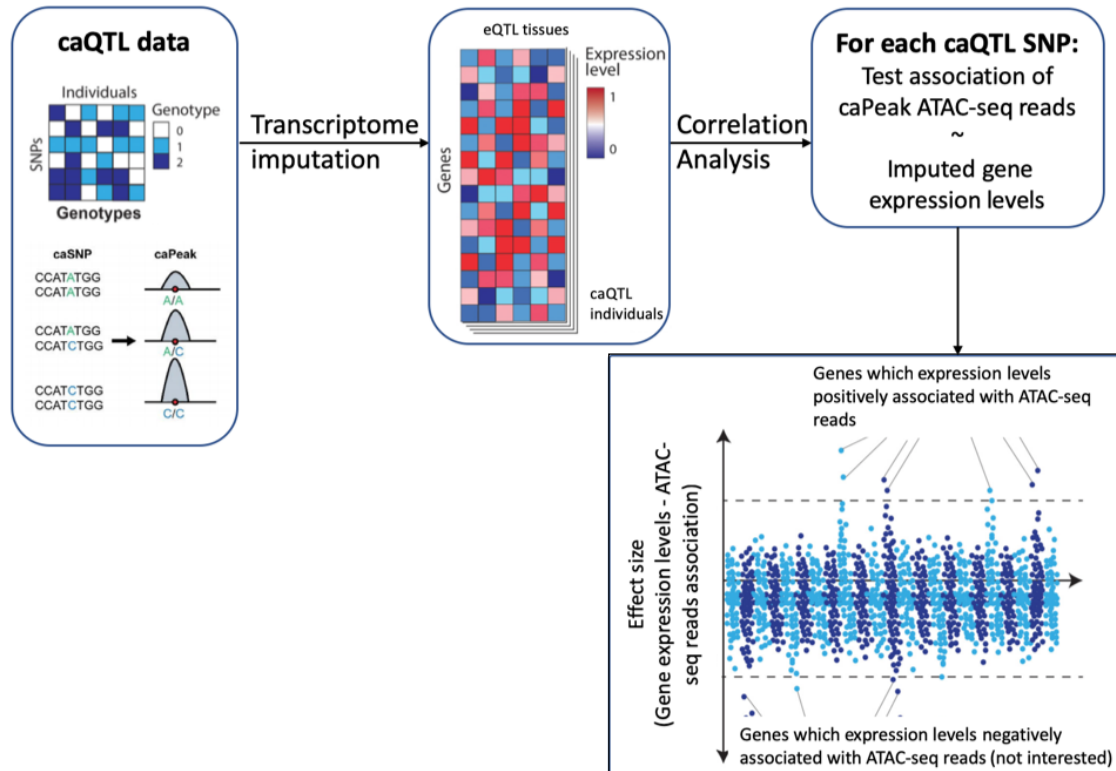 caQTL data
Individuals
Genotype
0
1
2
SNPs
Genotypes
caSNP
caPeak
CCATATGG
CCATATGG
A/A
CCATATGG
CCATCTGG
A/C
CCATCTGG
CCATCTGG
C/C
Transcriptome
imputation
eQTL tissues
Expression
level
1
0
Genes
caQTL
individuals
Correlation
Analysis
For each caQTL SNP:
Test association of
caPeak ATAC-seq reads
~
Imputed gene
expression levels
Genes which expression levels
positively associated with ATAC-seq
reads
Effect size
(Gene expression levels - ATAC-
seq reads association)
Genes which expression levels negatively
associated with ATAC-seq reads (not interested)